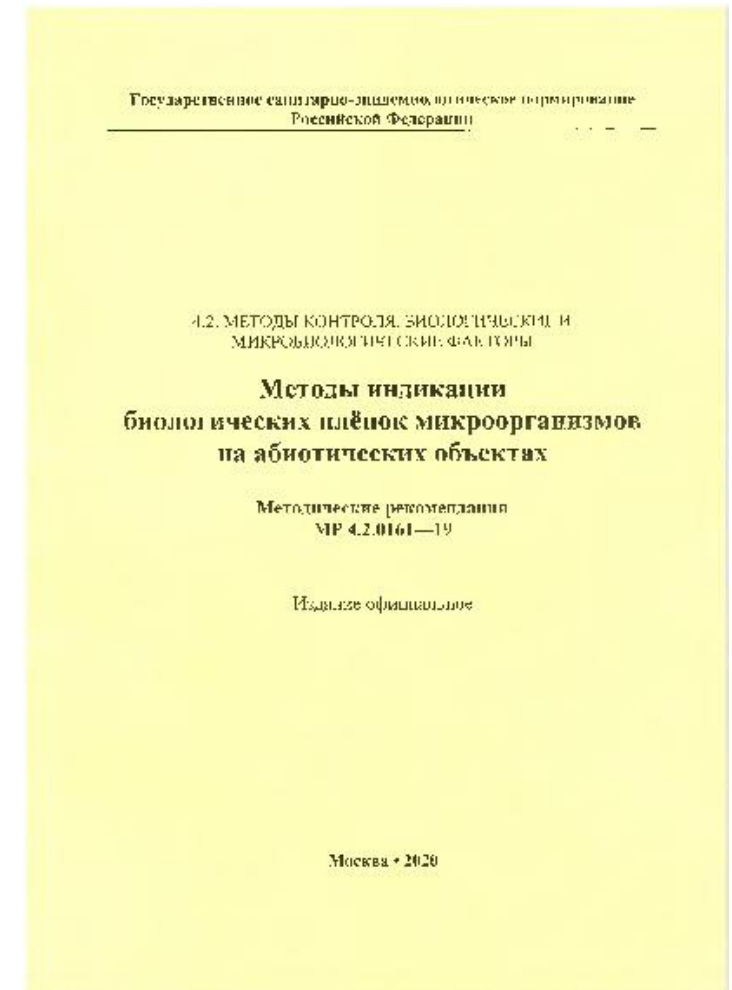 Государственное санитарно-эпидемиологическое нормирование
Российской Федерации
4.2. МЕТОДЫ КОНТРОЛЯ. БИОЛОГИЧЕСКИЕ И
МИКРОБИОЛОГИЧЕСКИЕ ФАКТОРЫ
Методы индикации
биологических плёнок микроорганизмов
на абиотических объектах
Методические рекомендации
МР 4.2.0161—19
Издание официальное
Москва • 2020